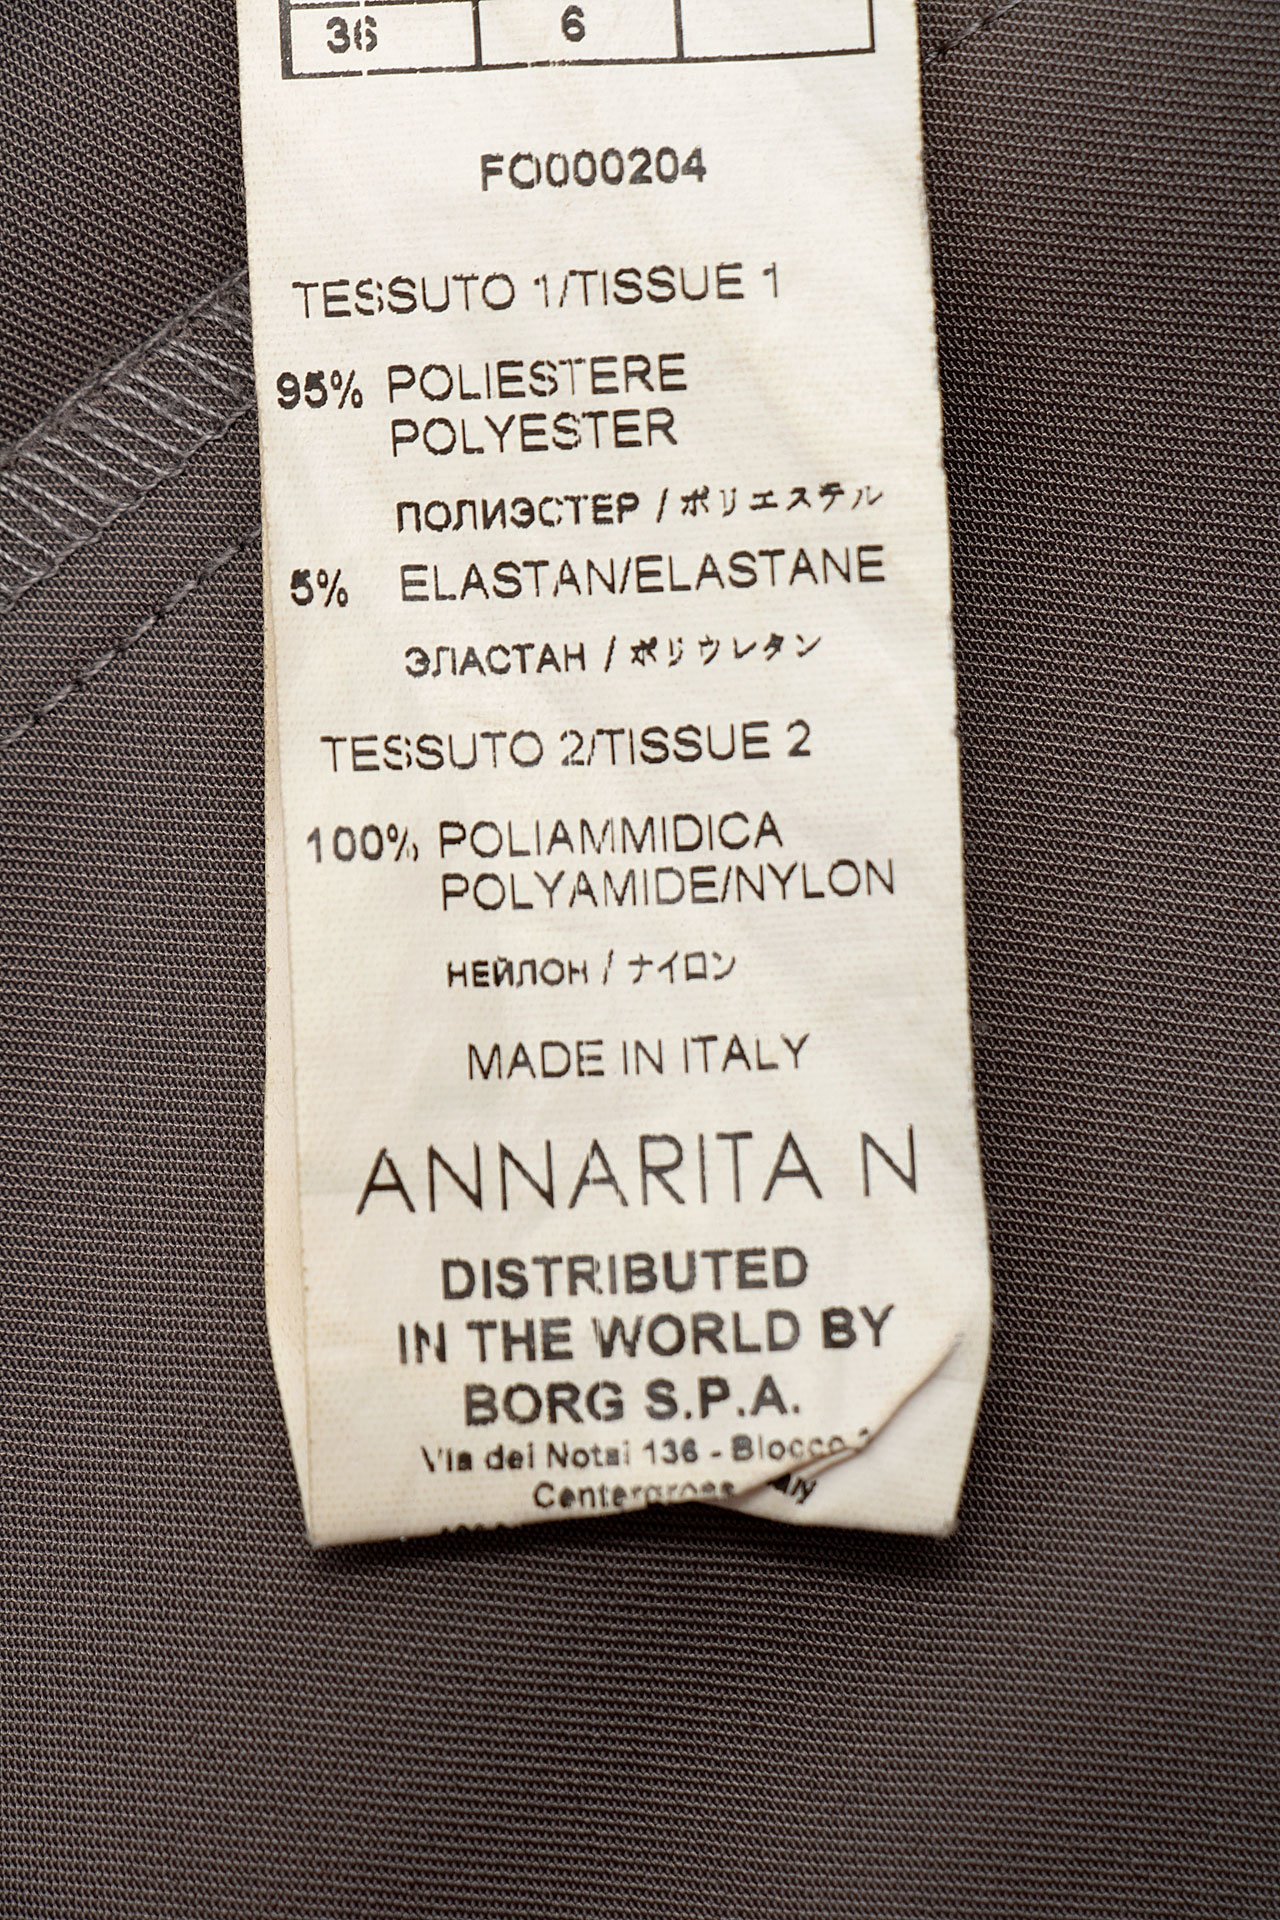 36 6
FO000204
TESSUTO 1/TISSUE 1
95% POLIESTERE
POLYESTER
ПОЛИЭСТЕР / ポリエステル
5% ELASTAN/ELASTANE
ЭЛАСТАН / ポリウレタン
TESSUTO 2/TISSUE 2
100% POLIAMMIDICA
POLYAMIDE/NYLON
НЕЙЛОН / ナイロン
MADE IN ITALY
ANNARITA N
DISTRIBUTED
IN THE WORLD BY
BORG S.P.A.
Via dei Notai 136 - Blocco
Centergross